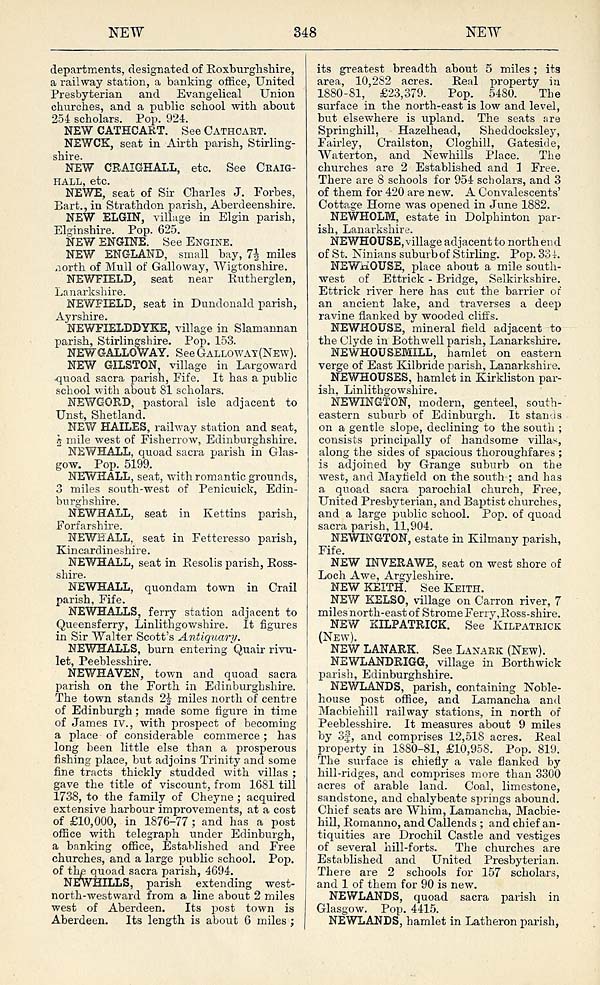 NEW 348 NEW
departments, designated of Roxburghshire,
a railway station, a banking office, United
Presbyterian and Evangelical Union
churches, and a public school with about
254 scholars. Pop. 924.
NEW CATHCART. See CATHCART.
NEWCK, seat in Airth parish, Stirling-
shire.
NEW CRAIGHALL, etc. See CRAIG-
HALL, etc.
NEWE, seat of Sir Charles J. Forbes,
Bart., in Strathdon parish, Aberdeenshire.
NEW ELGIN, village in Elgin parish,
Elginshire. Pop. 625.
NEW ENGINE. See ENGINE.
NEW ENGLAND, small bay, 7½ miles
north of Mull of Galloway, Wigtonshire.
NEWFIELD, seat near Rutherglen,
Lanarkshire.
NEWFIELD, seat in Dundonald parish,
Ayrshire.
NEWFIELDDYKE, village in Slamannan
parish, Stirlingshire. Pop. 153.
NEW GALLOWAY. See GALLOWAY (NEW).
NEW GILSTON, village in Largoward
quoad sacra parish, Fife. It has a public
school with about 81 scholars.
NEWGORD, pastoral isle adjacent to
Unst, Shetland.
NEW HAILES, railway station and seat,
½ mile west of Fisherrow, Edinburghshire.
NEWHALL, quoad sacra parish in Glas-
gow. Pop. 5199.
NEWHALL, seat, with romantic grounds,
3 miles south-west of Penicuick, Edin-
burghshire.
NEWHALL, seat in Kettins parish,
Forfarshire.
NEWHALL, seat in Fetteresso parish,
Kincardineshire.
NEWHALL, seat in Resolis parish, Ross-
shire.
NEWHALL, quondam town in Crail
parish, Fife.
NEWHALLS, ferry station adjacent to
Queensferry, Linlithgowshire. It figures
in Sir Walter Scott's Antiquary.
NEWHALLS, burn entering Quair rivu-
let, Peeblesshire.
NEWHAVEN, town and quoad sacra
parish on the Forth in Edinburghshire.
The town stands 2½ miles north of centre
of Edinburgh; made some figure in time
of James IV., with prospect of becoming
a place of considerable commerce; has
long been little else than a prosperous
fishing place, but adjoins Trinity and some
fine tracts thickly studded with villas;
gave the title of viscount, from 1681 till
1738, to the family of Cheyne; acquired
extensive harbour improvements, at a cost
of £10,000, in 1876-77; and has a post
office with telegraph under Edinburgh,
a banking office, Established and Free
churches, and a large public school. Pop.
of the quoad sacra parish, 4694.
NEWHILLS, parish extending west-
north-westward from a line about 2 miles
west of Aberdeen. Its post town is
Aberdeen. Its length is about 6 miles;
its greatest breadth about 5 miles; its
area, 10,282 acres. Real property in
1880-81, £23,379. Pop. 5480. The
surface in the north-east is low and level,
but elsewhere is upland. The seats are
Springhill, Hazelhead, Sheddocksley,
Fairley, Crailston, Cloghill, Gateside,
Waterton, and Newhills Place. The
churches are 2 Established and 1 Free.
There are 8 schools for 954 scholars, and 3
of them for 420 are new. A Convalescents'
Cottage Home was opened in June 1882.
NEWHOLM, estate in Dolphinton par-
ish, Lanarkshire.
NEWHOUSE, village adjacent to north end
of St. Ninians suburb of Stirling. Pop. 334.
NEWHOUSE, place about a mile south-
west of Ettrick-Bridge, Selkirkshire.
Ettrick river here has cut the barrier of
an ancient lake, and traverses a deep
ravine flanked by wooded cliffs.
NEWHOUSE, mineral field adjacent to
the Clyde in Bothwell parish, Lanarkshire.
NEWHOUSEMILL, hamlet on eastern
verge of East Kilbride parish, Lanarkshire.
NEWHOUSES, hamlet in Kirkliston par-
ish, Linlithgowshire.
NEWINGTON, modern, genteel, south-
eastern suburb of Edinburgh. It stands
on a gentle slope, declining to the south;
consists principally of handsome villas,
along the sides of spacious thoroughfares;
is adjoined by Grange suburb on the
west, and Mayfield on the south; and has
a quoad sacra parochial church, Free,
United Presbyterian, and Baptist churches,
and a large public school. Pop. of quoad
sacra parish, 11,904.
NEWINGTON, estate in Kilmany parish,
Fife.
NEW INVERAWE, seat on west shore of
Loch Awe, Argyleshire.
NEW KEITH. See KEITH.
NEW KELSO, village on Carron river, 7
miles north-east of Strome Ferry, Ross-shire.
NEW KILPATRICK. See KILPATRICK
(NEW).
NEW LANARK. See LANARK (NEW).
NEWLANDRIGG, village in Borthwick
parish, Edinburghshire.
NEWLANDS, parish, containing Noble-
house post office, and Lamancha and
Macbiehill railway stations, in north of
Peeblesshire. It measures about 9 miles
by 3¾, and comprises 12,518 acres. Real
property in 1880-81, £10,958. Pop. 819.
The surface is chiefly a vale flanked by
hill-ridges, and comprises more than 3300
acres of arable land. Coal, limestone,
sandstone, and chalybeate springs abound.
Chief seats are Whim, Lamancha, Macbie-
hill, Romanno, and Callends; and chief an-
tiquities are Drochil Castle and vestiges
of several hill-forts. The churches are
Established and United Presbyterian.
There are 2 schools for 157 scholars,
and 1 of them for 90 is new.
NEWLANDS, quoad sacra parish in
Glasgow. Pop. 4415.
NEWLANDS, hamlet in Latheron parish,